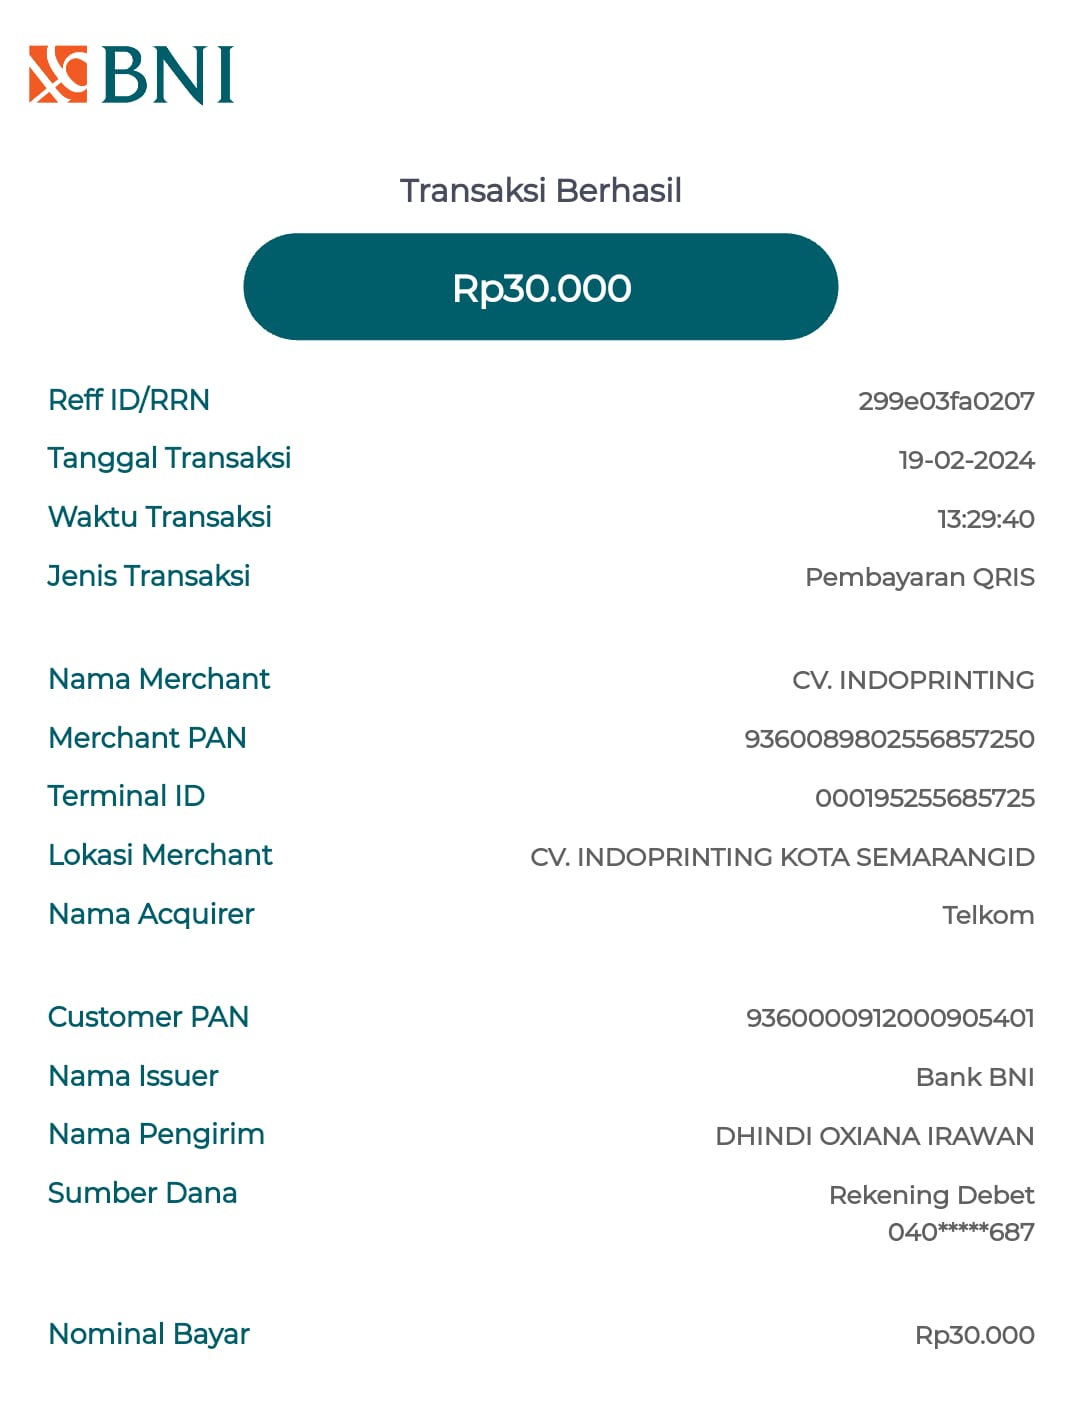 BNI
Transaksi Berhasil
Rp30.000
Reff ID/RRN 299e03fa0207
Tanggal Transaksi 19-02-2024
Waktu Transaksi 13:29:40
Jenis Transaksi Pembayaran QRIS
Nama Merchant CV. INDOPRINTING
Merchant PAN 9360089802556857250
Terminal ID 000195255685725
Lokasi Merchant CV. INDOPRINTING KOTA SEMARANGID
Nama Acquirer Telkom
Customer PAN 9360000912000905401
Nama Issuer Bank BNI
Nama Pengirim DHINDI OXIANA IRAWAN
Sumber Dana Rekening Debet
040*****687
Nominal Bayar Rp30.000